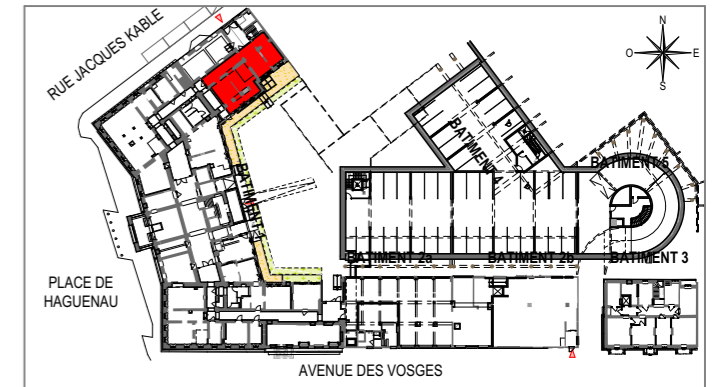 RUE JACQUES KABLE
N
O
E
S
BATIMENT 5
BATIMENT
BATIMENT
BATIMENT 2a
BATIMENT 2b
BATIMENT 3
PLACE DE
HAGUENAU
AVENUE DES VOSGES